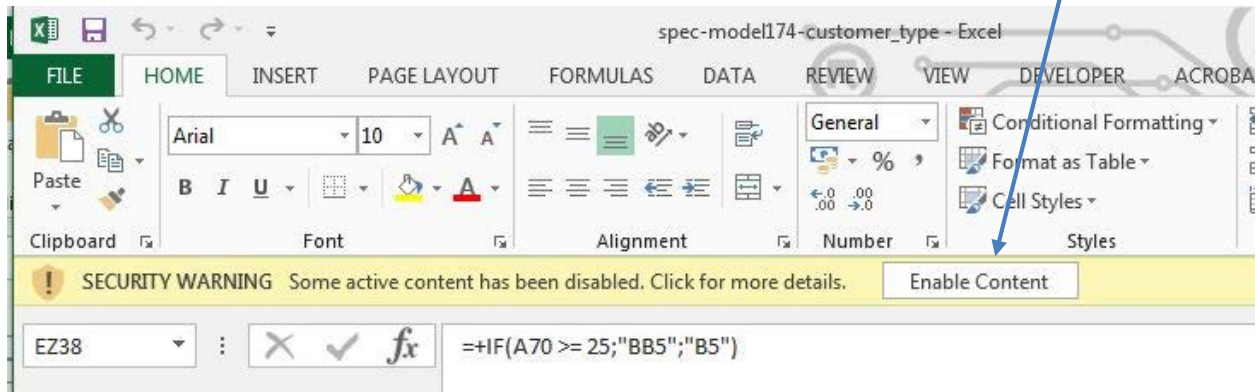 spec-model174-customer_type - Excel
FILE HOME INSERT PAGE LAYOUT FORMULAS DATA REVIEW VIEW DEVELOPER ACROBA
Arial 10 A A General Conditional Formatting
% , Format as Table
Paste B I U A .00 .0 Cell Styles
Clipboard Font Alignment Number Styles
! SECURITY WARNING Some active content has been disabled. Click for more details. Enable Content
EZ38 fx =+IF(A70 >= 25;"BB5";"B5")